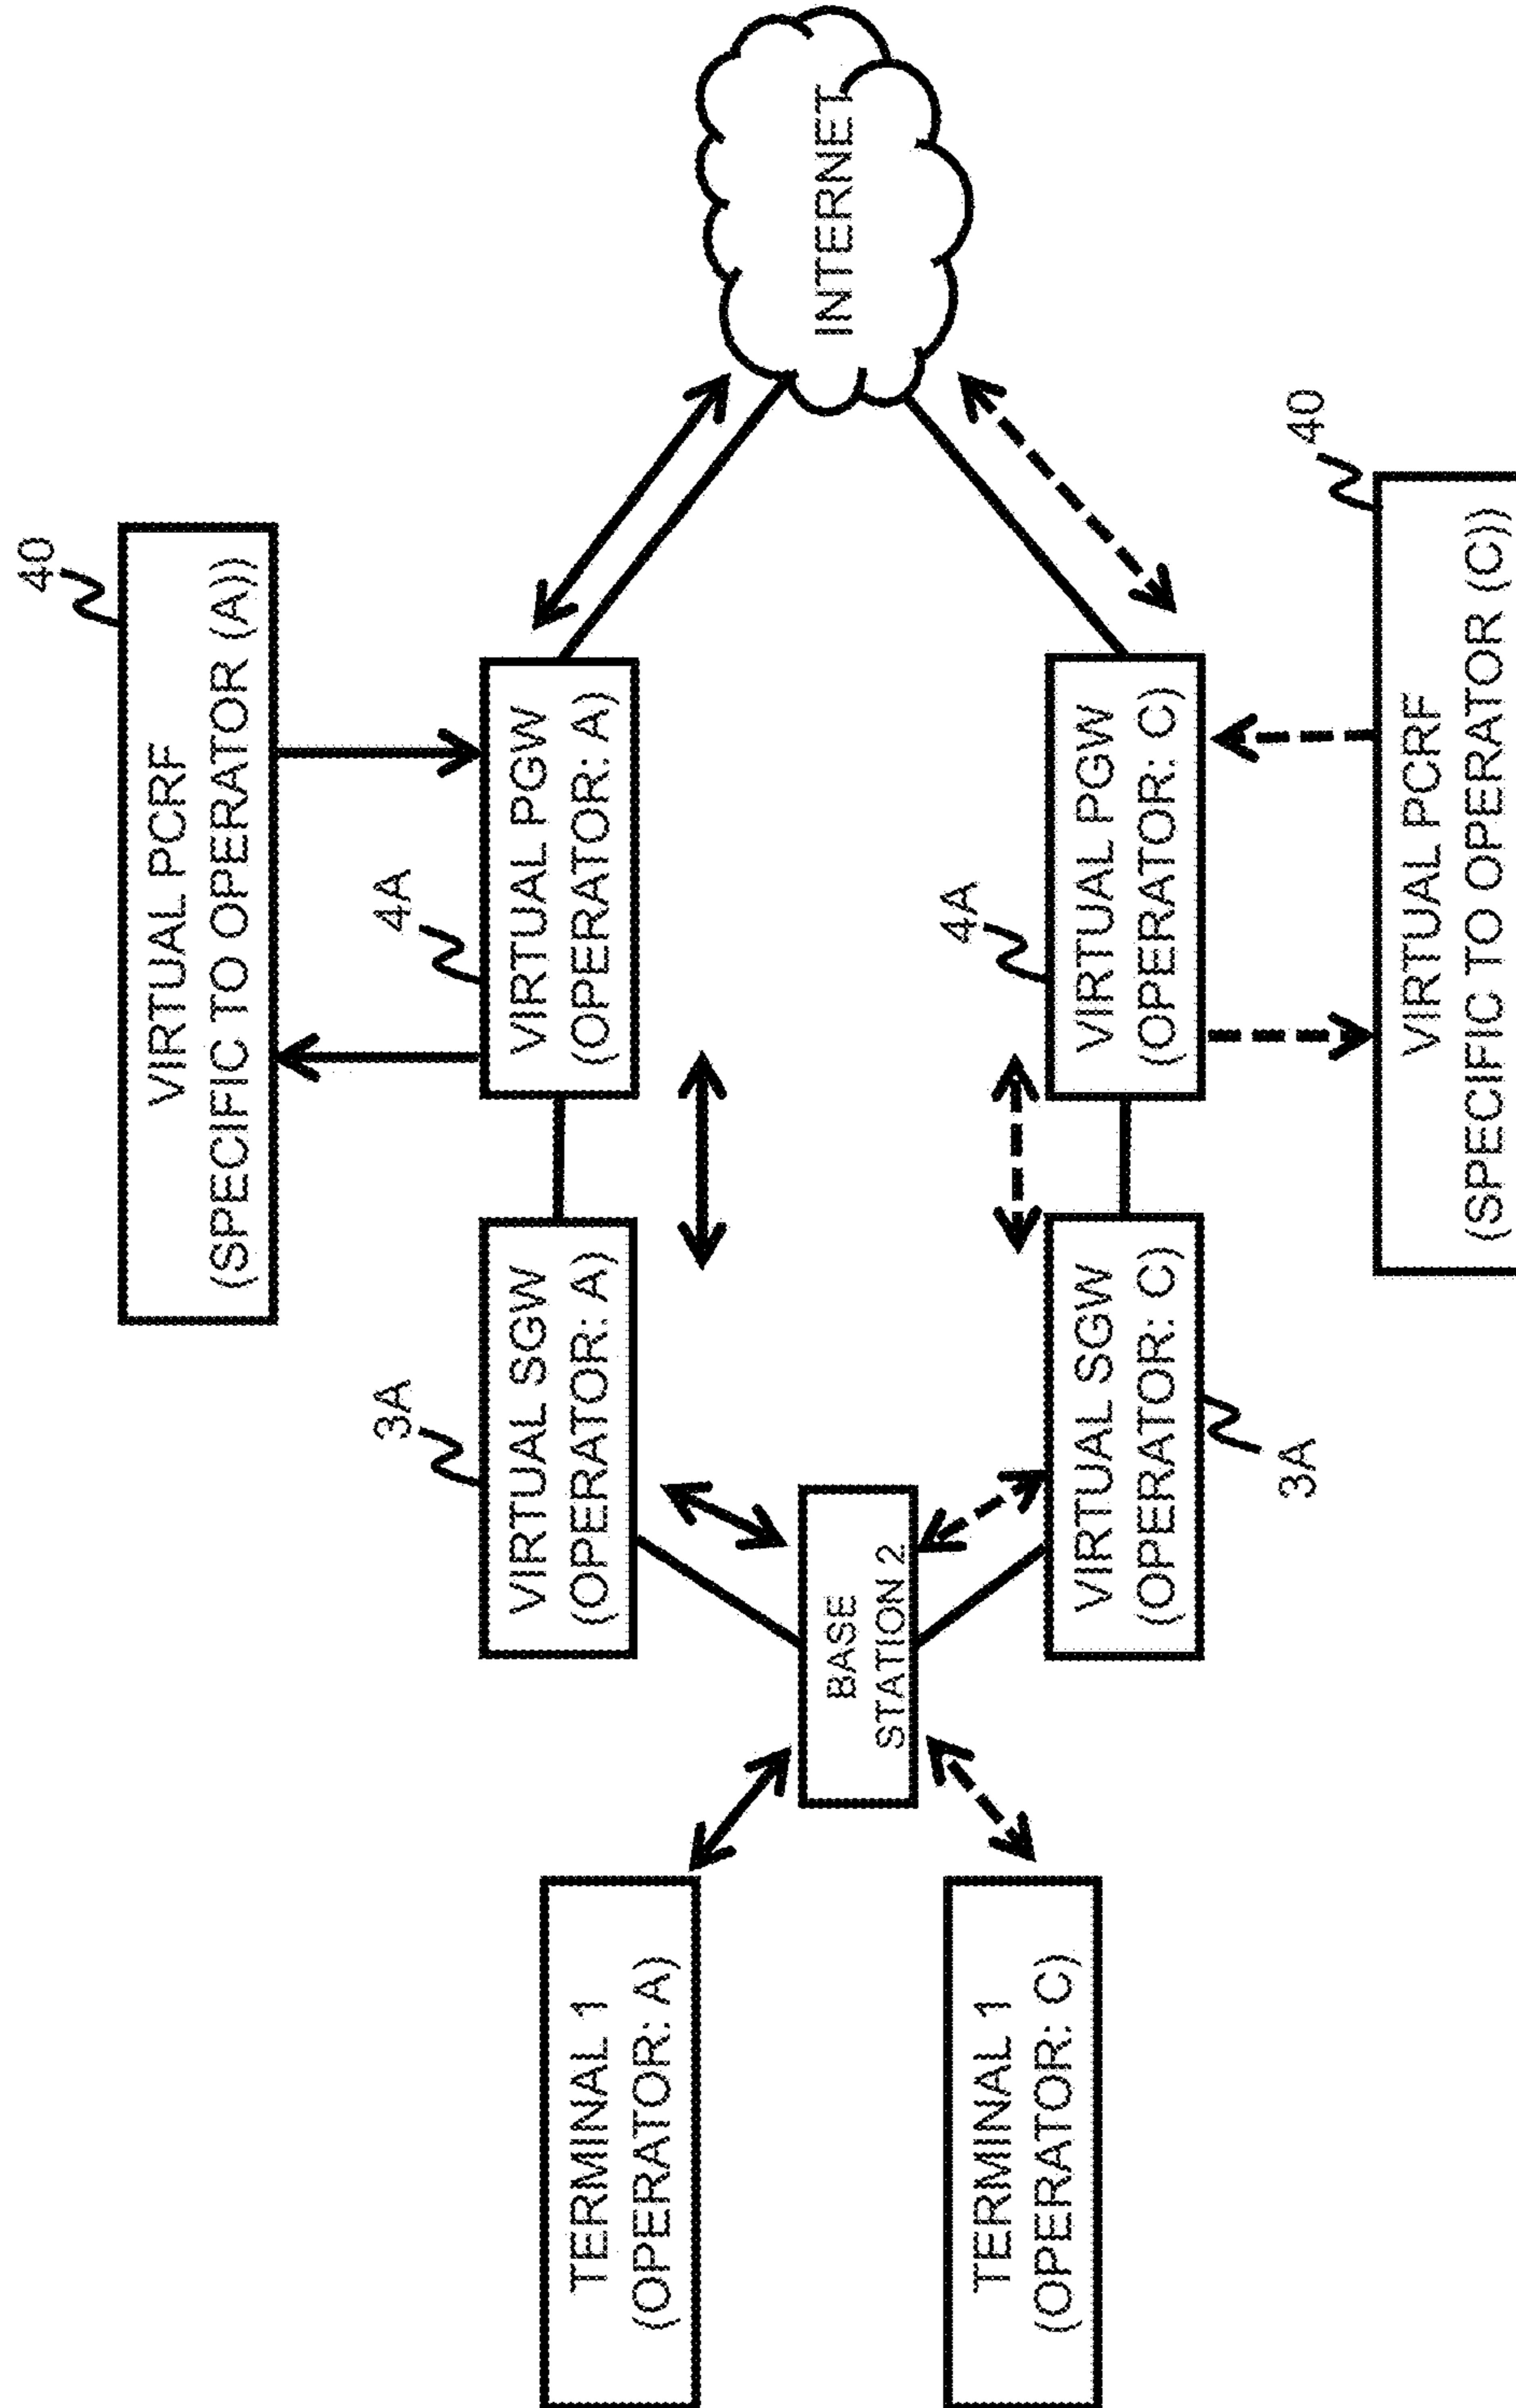 40
VIRTUAL PCRF
(SPECIFIC TO OPERATOR (A))
3A
4A
VIRTUAL SGW
(OPERATOR: A)
VIRTUAL PGW
(OPERATOR: A)
TERMINAL 1
(OPERATOR: A)
BASE
STATION 2
INTERNET
TERMINAL 1
(OPERATOR: C)
4A
VIRTUAL SGW
(OPERATOR: C)
VIRTUAL PGW
(OPERATOR: C)
3A
40
VIRTUAL PCRF
(SPECIFIC TO OPERATOR (C))